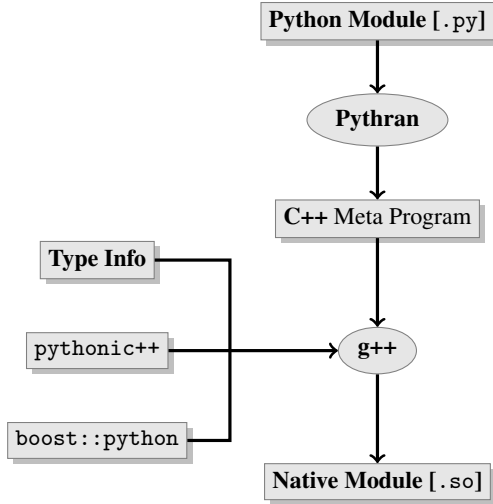 Python Module [.py]
Pythran
C++ Meta Program
Type Info
pythonic++
g++
boost::python
Native Module [.so]